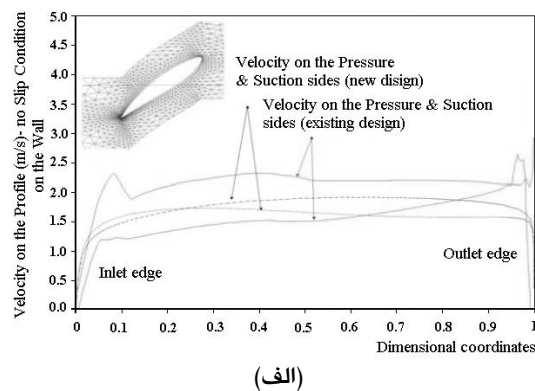 Velocity on the Profile (m/s)- no Slip Condition
on the Wall
5.0
4.5
4.0
3.5
3.0
2.5
2.0
1.5
1.0
0.5
0.0
Velocity on the Pressure
& Suction sides (new disign)
Velocity on the Pressure & Suction
sides (existing design)
Inlet edge
Outlet edge
0 0.1 0.2 0.3 0.4 0.5 0.6 0.7 0.8 0.9 1
Dimensional coordinates
(الف)